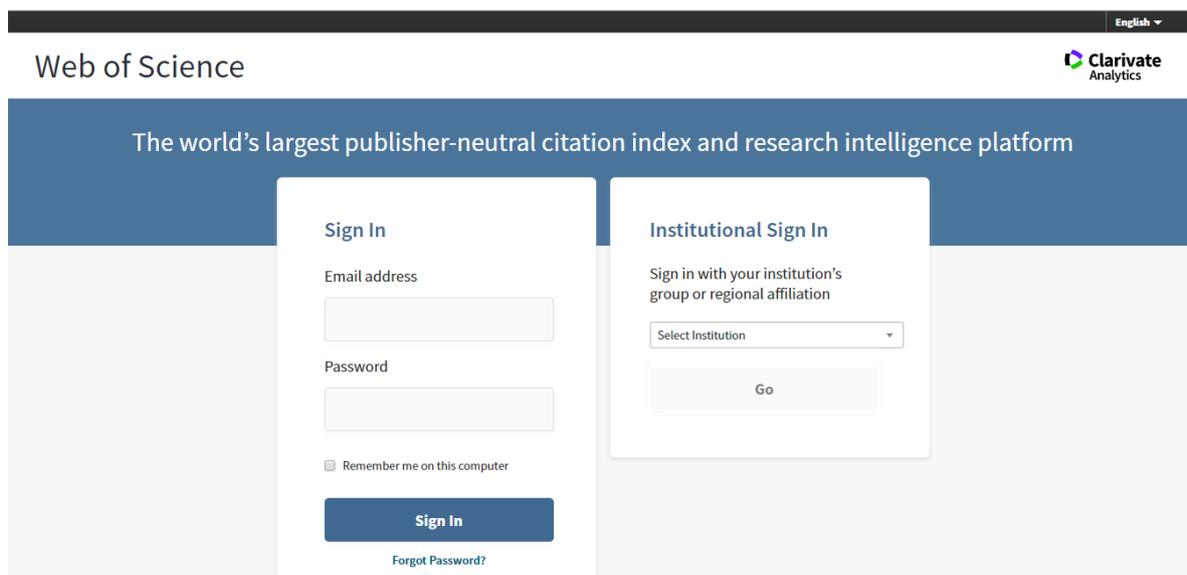 English
Web of Science
Clarivate
Analytics
The world's largest publisher-neutral citation index and research intelligence platform
Sign In
Email address
Password
Remember me on this computer
Sign In
Forgot Password?
Institutional Sign In
Sign in with your institution's
group or regional affiliation
Select Institution
Go